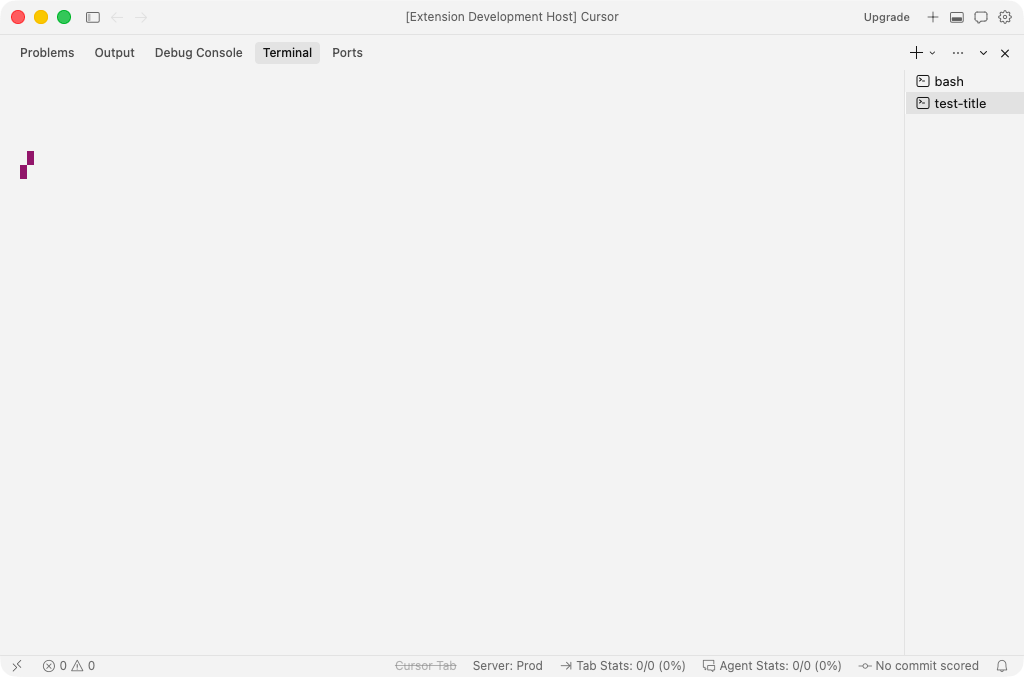 [Extension Development Host] Cursor
Upgrade
Problems Output Debug Console Terminal Ports
bash
test-title
0 0 Cursor Tab Server: Prod Tab Stats: 0/0 (0%) Agent Stats: 0/0 (0%) No commit scored